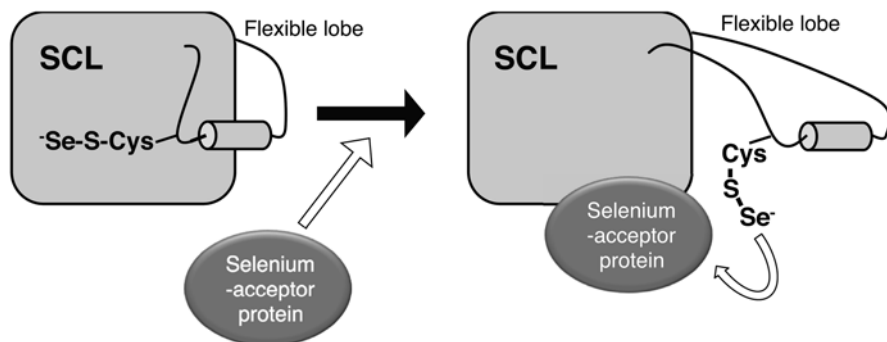 Flexible lobe
SCL
-Se-S-Cys
Selenium
-acceptor
protein
Flexible lobe
SCL
Cys
S
Se-
Selenium
-acceptor
protein